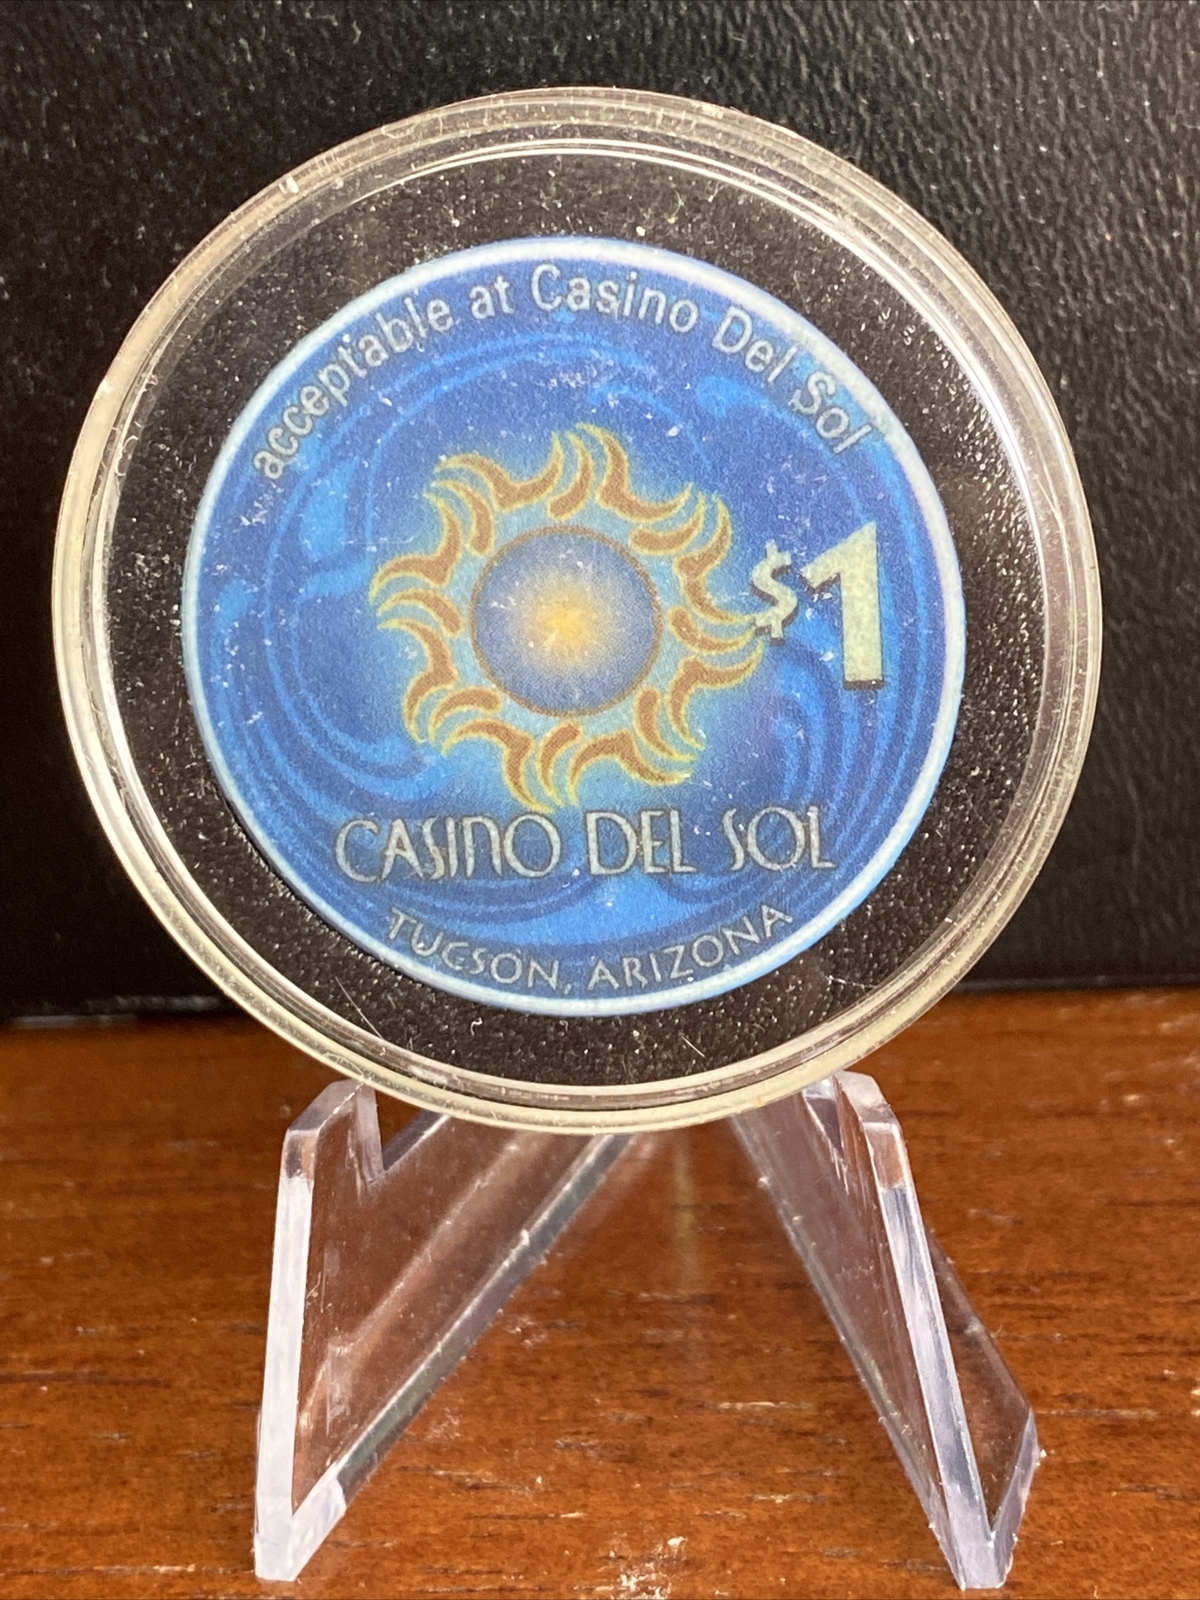 acceptable at Casino Del Sol
$1
CASINO DEL SOL
TUCSON, ARIZONA